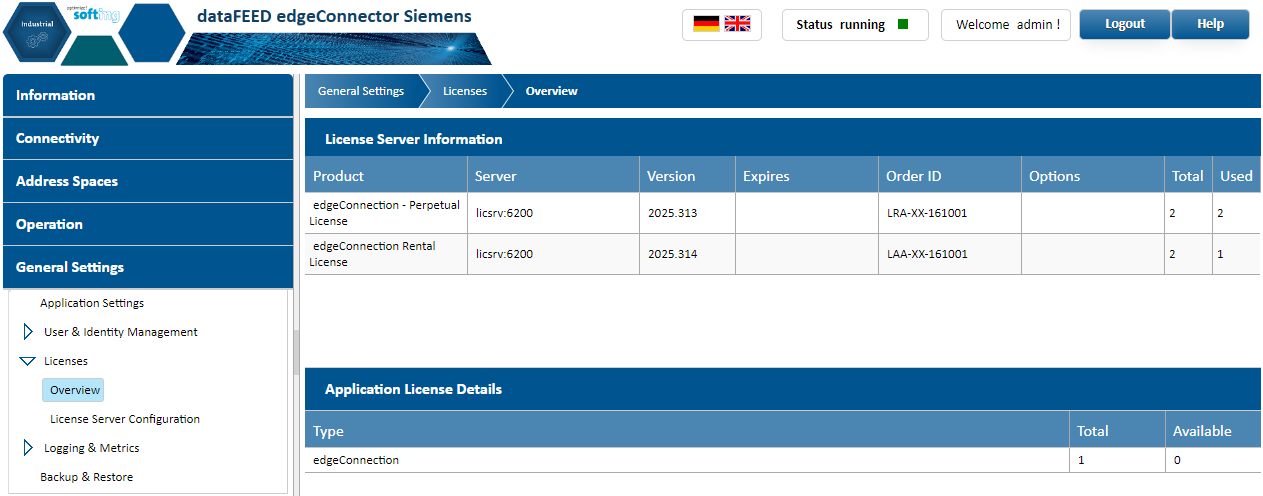 Industrial
optimize!
softing
dataFEED edgeConnector Siemens
Status running
Welcome admin !
Logout
Help
Information
Connectivity
Address Spaces
Operation
General Settings
Application Settings
User & Identity Management
Licenses
Overview
License Server Configuration
Logging & Metrics
Backup & Restore
General Settings Licenses Overview
License Server Information
Product Server Version Expires Order ID Options Total Used
edgeConnection - Perpetual
License
licsrv:6200 2025.313 LRA-XX-161001 2 2
edgeConnection Rental
License
licsrv:6200 2025.314 LAA-XX-161001 2 1
Application License Details
Type Total Available
edgeConnection 1 0